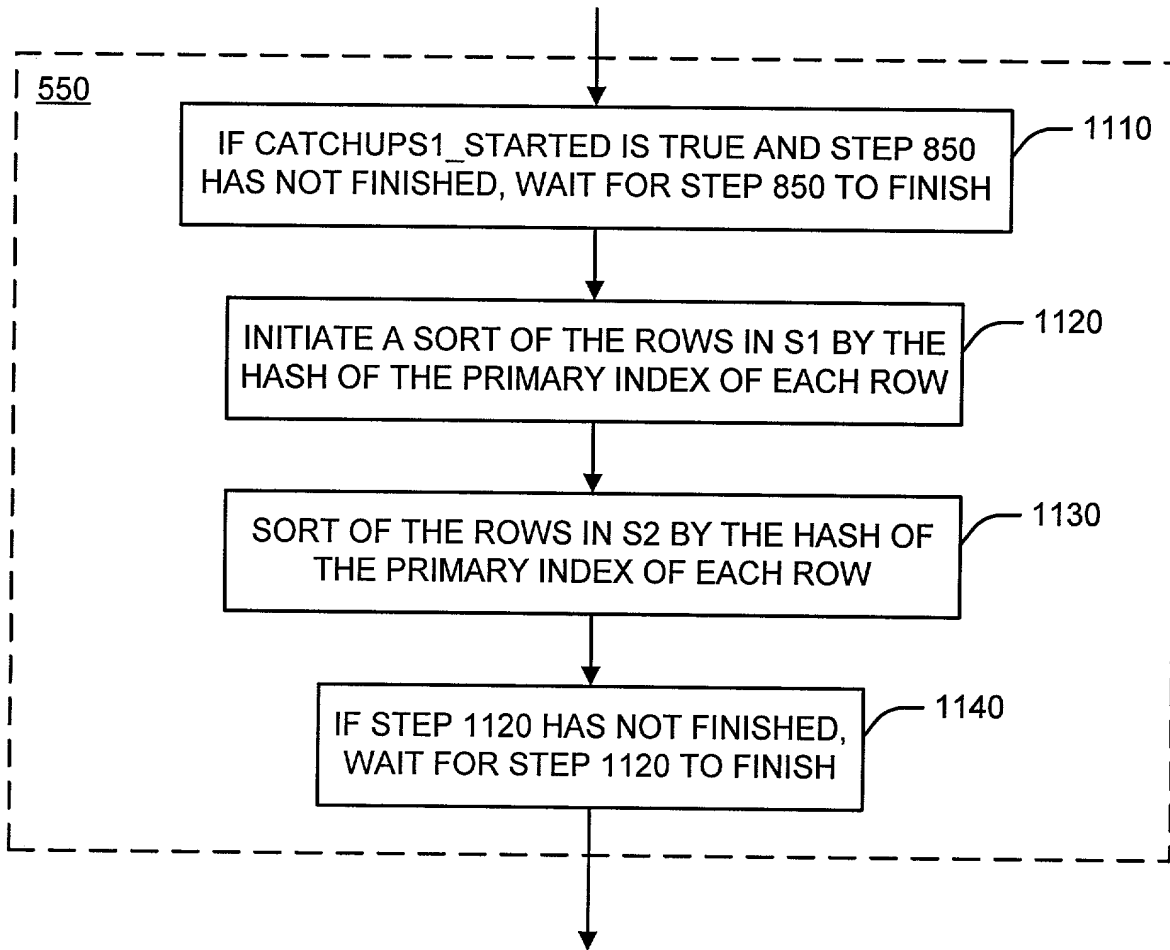 550
IF CATCHUPS1_STARTED IS TRUE AND STEP 850
HAS NOT FINISHED, WAIT FOR STEP 850 TO FINISH
1110
INITIATE A SORT OF THE ROWS IN S1 BY THE
HASH OF THE PRIMARY INDEX OF EACH ROW
1120
SORT OF THE ROWS IN S2 BY THE HASH OF
THE PRIMARY INDEX OF EACH ROW
1130
IF STEP 1120 HAS NOT FINISHED,
WAIT FOR STEP 1120 TO FINISH
1140